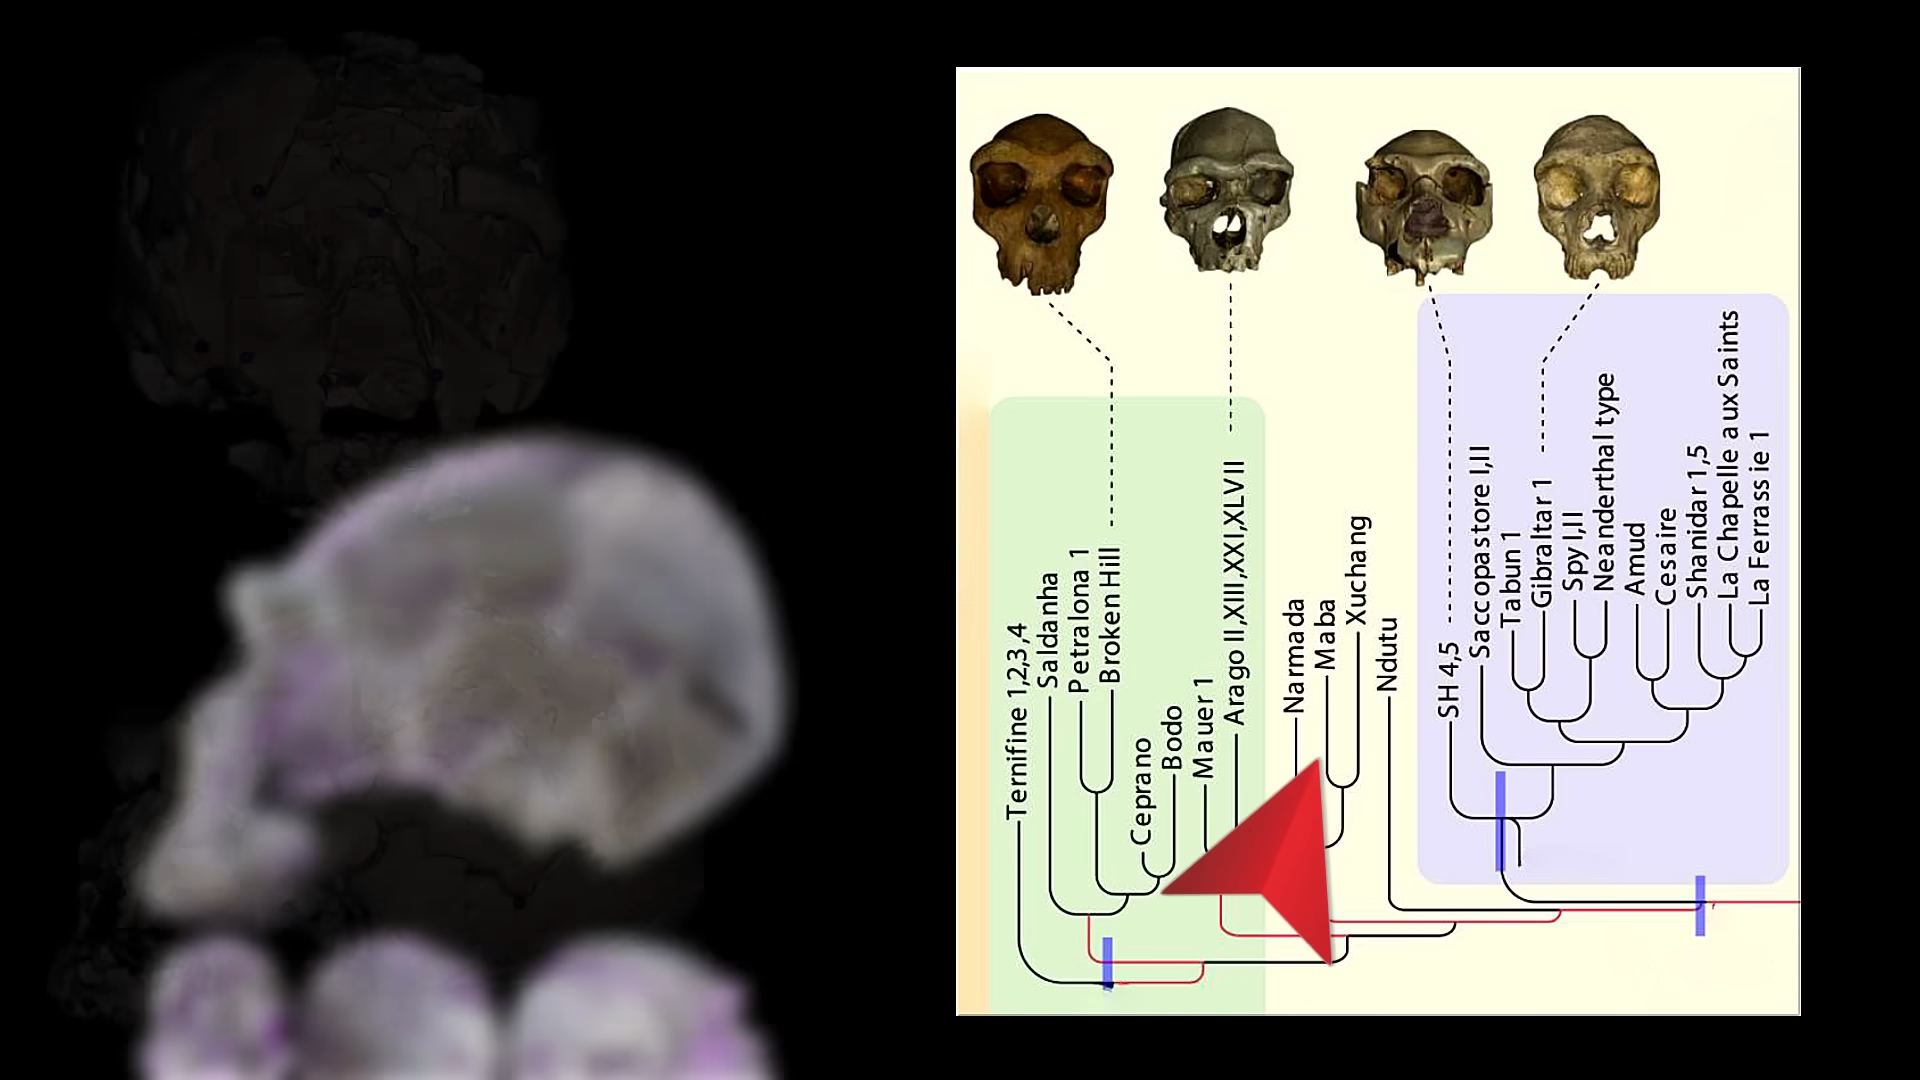 Ternifine 1,2,3,4
Saldanha
Petralona 1
Broken Hill
Ceprano
Bodo
Mauer 1
Arago II,XIII,XXI,XLVII
Narmada
Maba
Xuchang
Ndutu
SH 4,5
Saccopastore I,II
Tabun 1
Gibraltar 1
Spy I,II
Neanderthal type
Amud
Cesaire
Shanidar 1,5
La Chapelle aux Saints
La Ferrassie 1